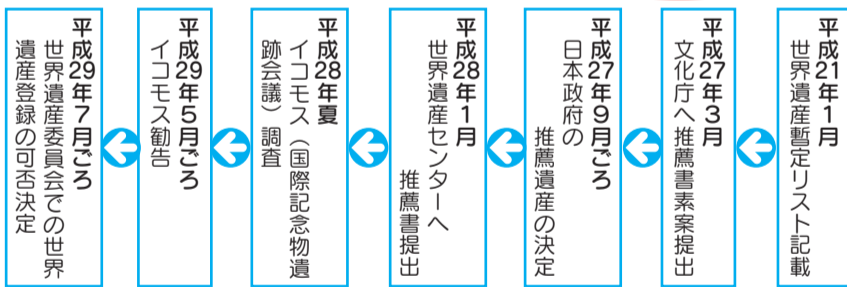 平成21年1月
世界遺産暫定リスト記載
平成27年3月
文化庁へ推薦書素案提出
平成27年9月ごろ
日本政府の
推薦遺産の決定
平成28年1月
世界遺産センターへ
推薦書提出
平成28年夏
イコモス（国際記念物遺
跡会議）調査
平成29年5月ごろ
イコモス勧告
平成29年7月ごろ
世界遺産委員会での世界
遺産登録の可否決定